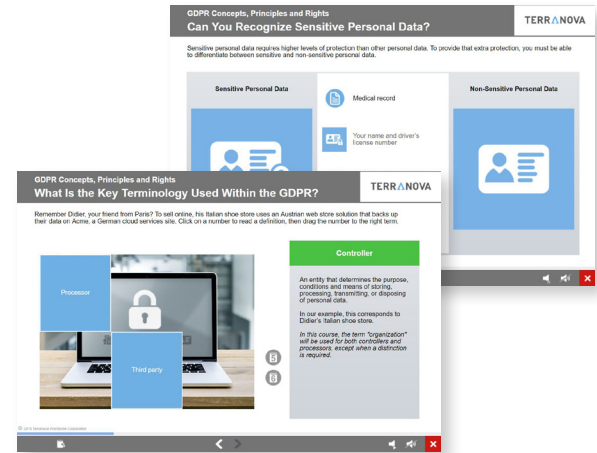 GDPR Concepts, Principles and Rights
Can You Recognize Sensitive Personal Data?
TERRANOVA
Sensitive personal data requires higher levels of protection than other personal data. To provide that extra protection, you must be able
to differentiate between sensitive and non-sensitive personal data.
Sensitive Personal Data
Medical record
Your name and driver's
license number
Non-Sensitive Personal Data
GDPR Concepts, Principles and Rights
What Is the Key Terminology Used Within the GDPR?
TERRANOVA
Remember Didier, your friend from Paris? To sell online, his Italian shoe store uses an Austrian web store solution that backs up
their data on Acme, a German cloud services site. Click on a number to read a definition, then drag the number to the right term.
Processor
Third party
5
6
Controller
An entity that determines the purpose,
conditions and means of storing,
processing, transmitting, or disposing
of personal data.
In our example, this corresponds to
Didier's Italian shoe store.
In this course, the term "organization"
will be used for both controllers and
processors, except when a distinction
is required.